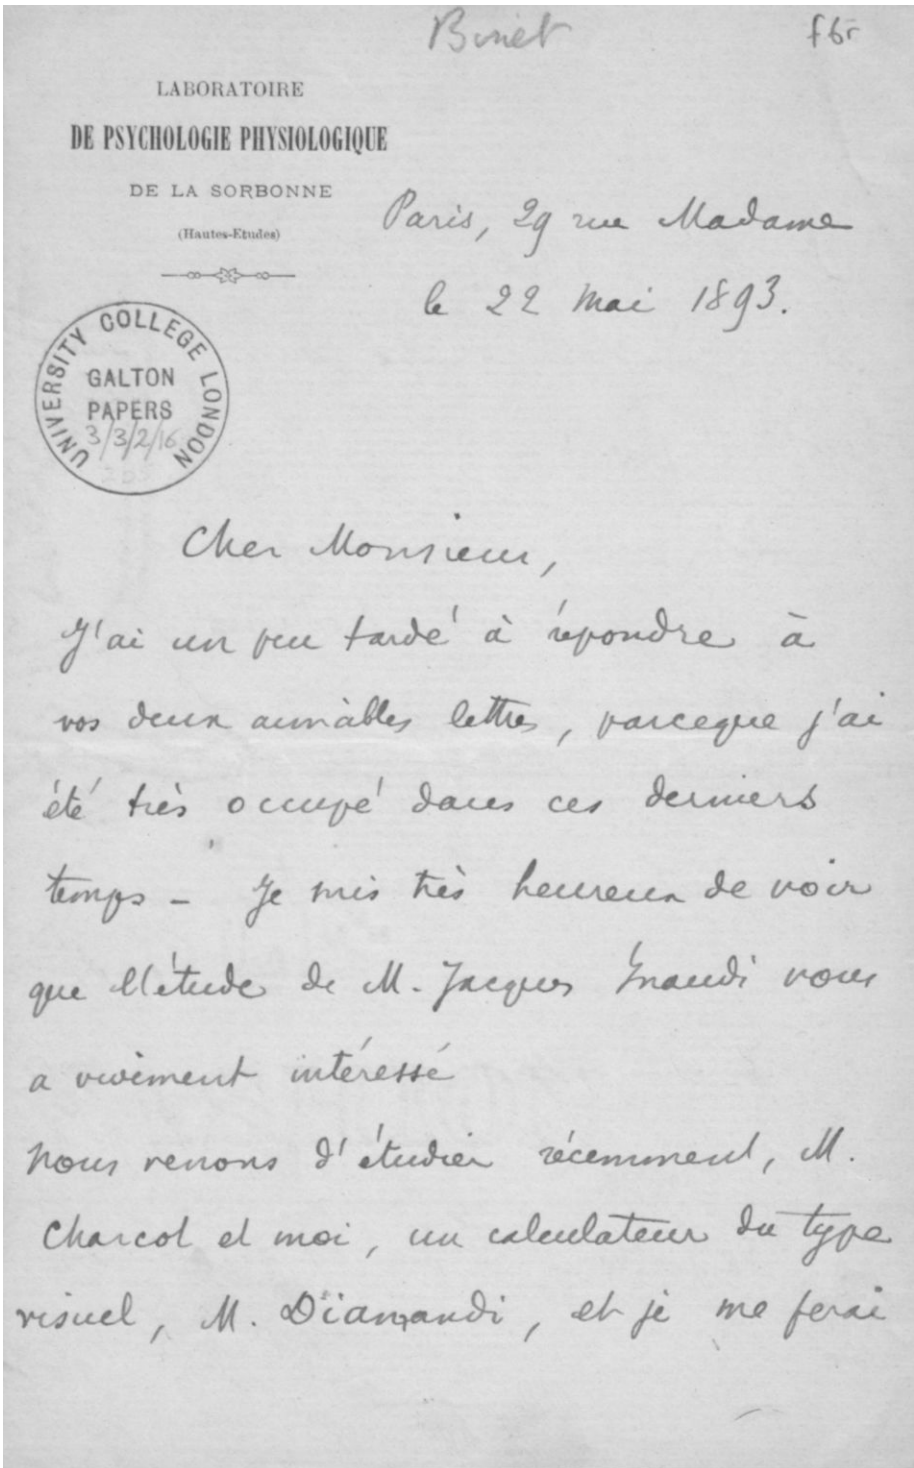 Binet
f6r
LABORATOIRE
DE PSYCHOLOGIE PHYSIOLOGIQUE
DE LA SORBONNE
(Hautes-Etudes)
Paris, 29 rue Madame
le 22 mai 1893.
UNIVERSITY COLLEGE LONDON
GALTON
PAPERS
3/3/2/16
Cher Monsieur,
J'ai un peu tardé à répondre à
vos deux aimables lettres, parceque j'ai
été très occupé dans ces derniers
temps - Je suis très heureux de voir
que l'étude de M. Jacques Inaudi vous
a vivement intéressé
Nous venons d'étudier récemment, M.
Charcot et moi, un calculateur du type
visuel, M. Diamandi, et je me ferai